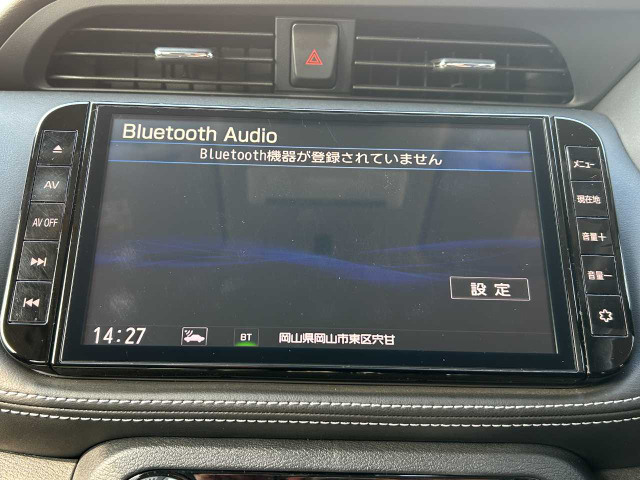 Bluetooth Audio
Bluetooth機器が登録されていません
AV
AV OFF
メニュー
現在地
音量+
音量-
設定
14:27
BT
岡山県岡山市東区宍甘